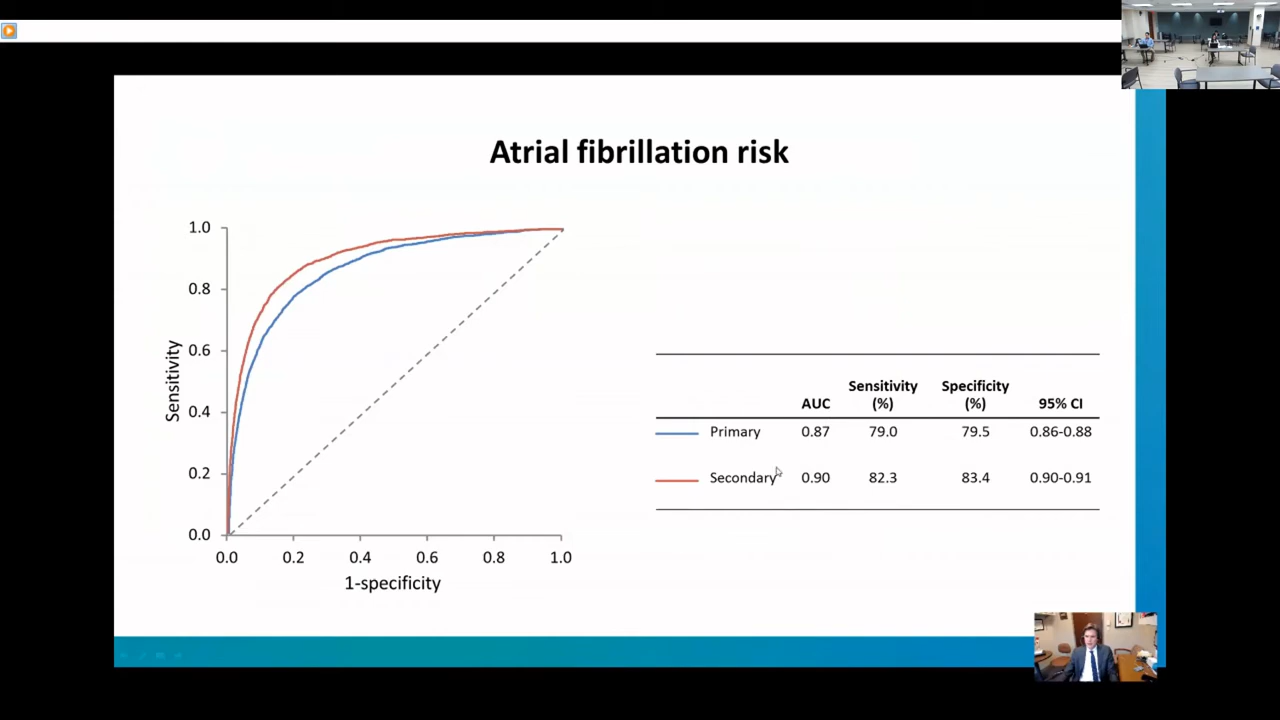 Atrial fibrillation risk
1.0
0.8
0.6
0.4
0.2
0.0
Sensitivity
0.0 0.2 0.4 0.6 0.8 1.0
1-specificity
AUC Sensitivity (%) Specificity (%) 95% CI
Primary 0.87 79.0 79.5 0.86-0.88
Secondary 0.90 82.3 83.4 0.90-0.91